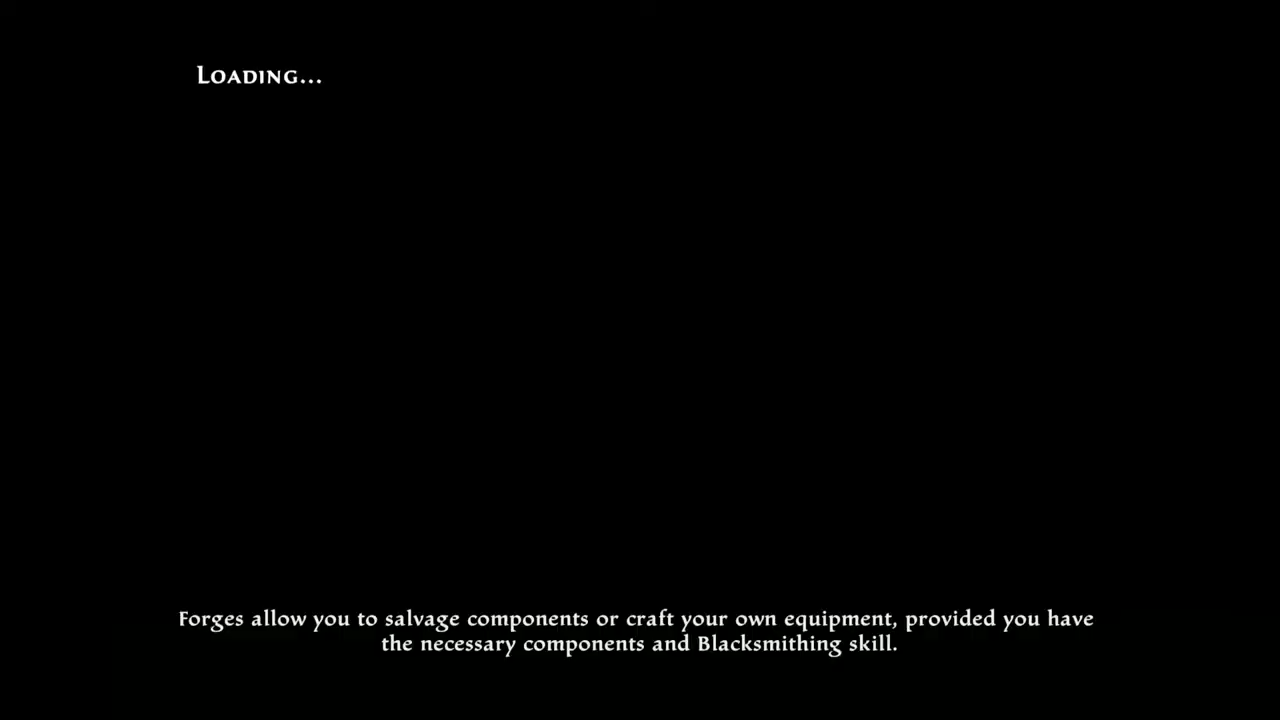 Loading...
Forges allow you to salvage components or craft your own equipment, provided you have
the necessary components and Blacksmithing skill.